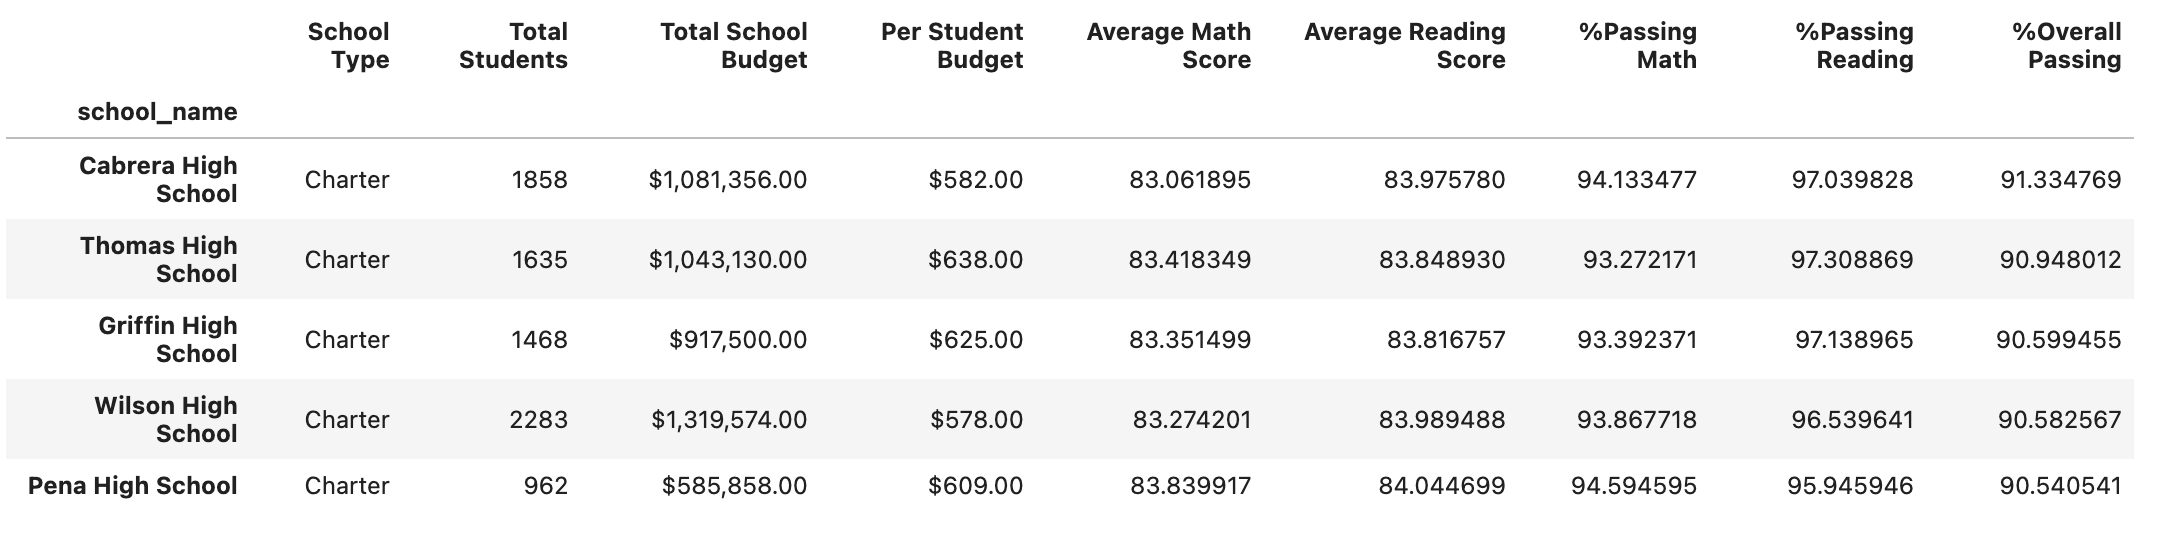 School Type Total Students Total School Budget Per Student Budget Average Math Score Average Reading Score %Passing Math %Passing Reading %Overall Passing
school_name
Cabrera High School Charter 1858 $1,081,356.00 $582.00 83.061895 83.975780 94.133477 97.039828 91.334769
Thomas High School Charter 1635 $1,043,130.00 $638.00 83.418349 83.848930 93.272171 97.308869 90.948012
Griffin High School Charter 1468 $917,500.00 $625.00 83.351499 83.816757 93.392371 97.138965 90.599455
Wilson High School Charter 2283 $1,319,574.00 $578.00 83.274201 83.989488 93.867718 96.539641 90.582567
Pena High School Charter 962 $585,858.00 $609.00 83.839917 84.044699 94.594595 95.945946 90.540541